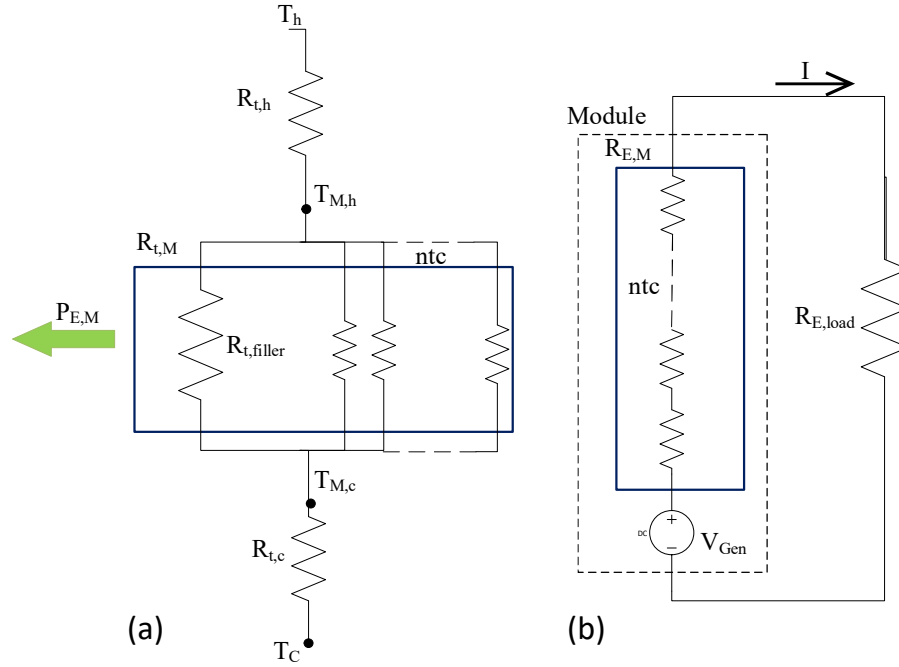 T_h
R_t,h
T_M,h
R_t,M
ntc
P_E,M
R_t,filler
T_M,c
R_t,c
T_C
(a)
I
Module
R_E,M
ntc
R_E,load
DC
+
−
V_Gen
(b)